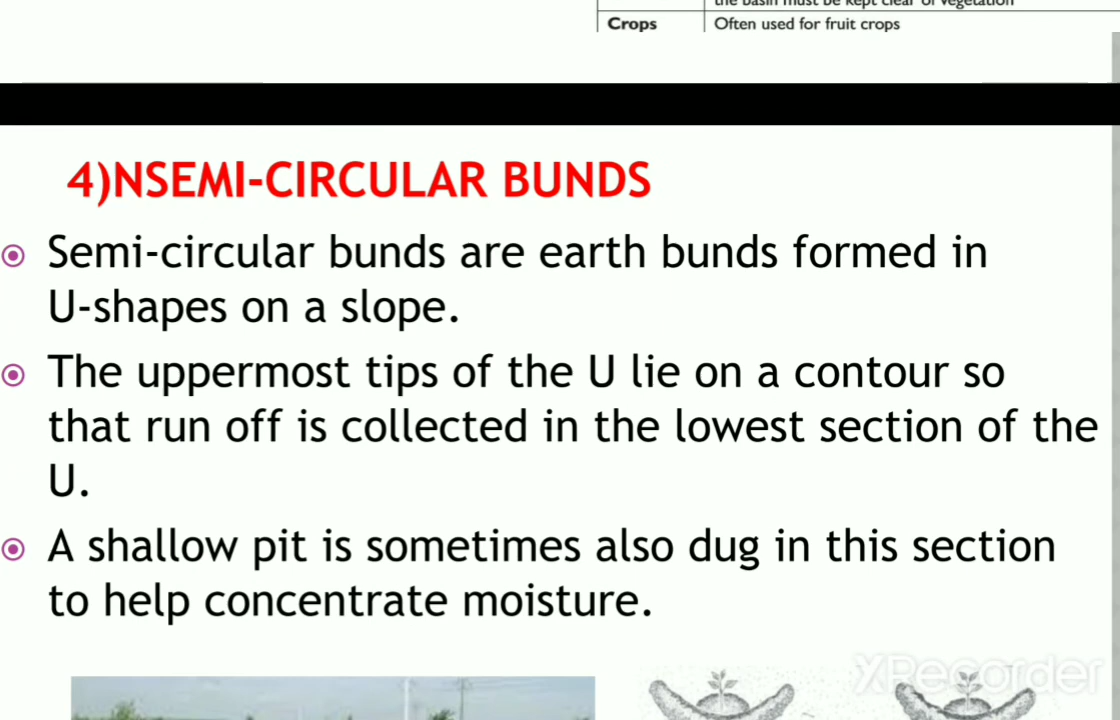 the basin must be kept clear of vegetation
Crops Often used for fruit crops
4)NSEMI-CIRCULAR BUNDS
Semi-circular bunds are earth bunds formed in
U-shapes on a slope.
The uppermost tips of the U lie on a contour so
that run off is collected in the lowest section of the
U.
A shallow pit is sometimes also dug in this section
to help concentrate moisture.
XRecorder